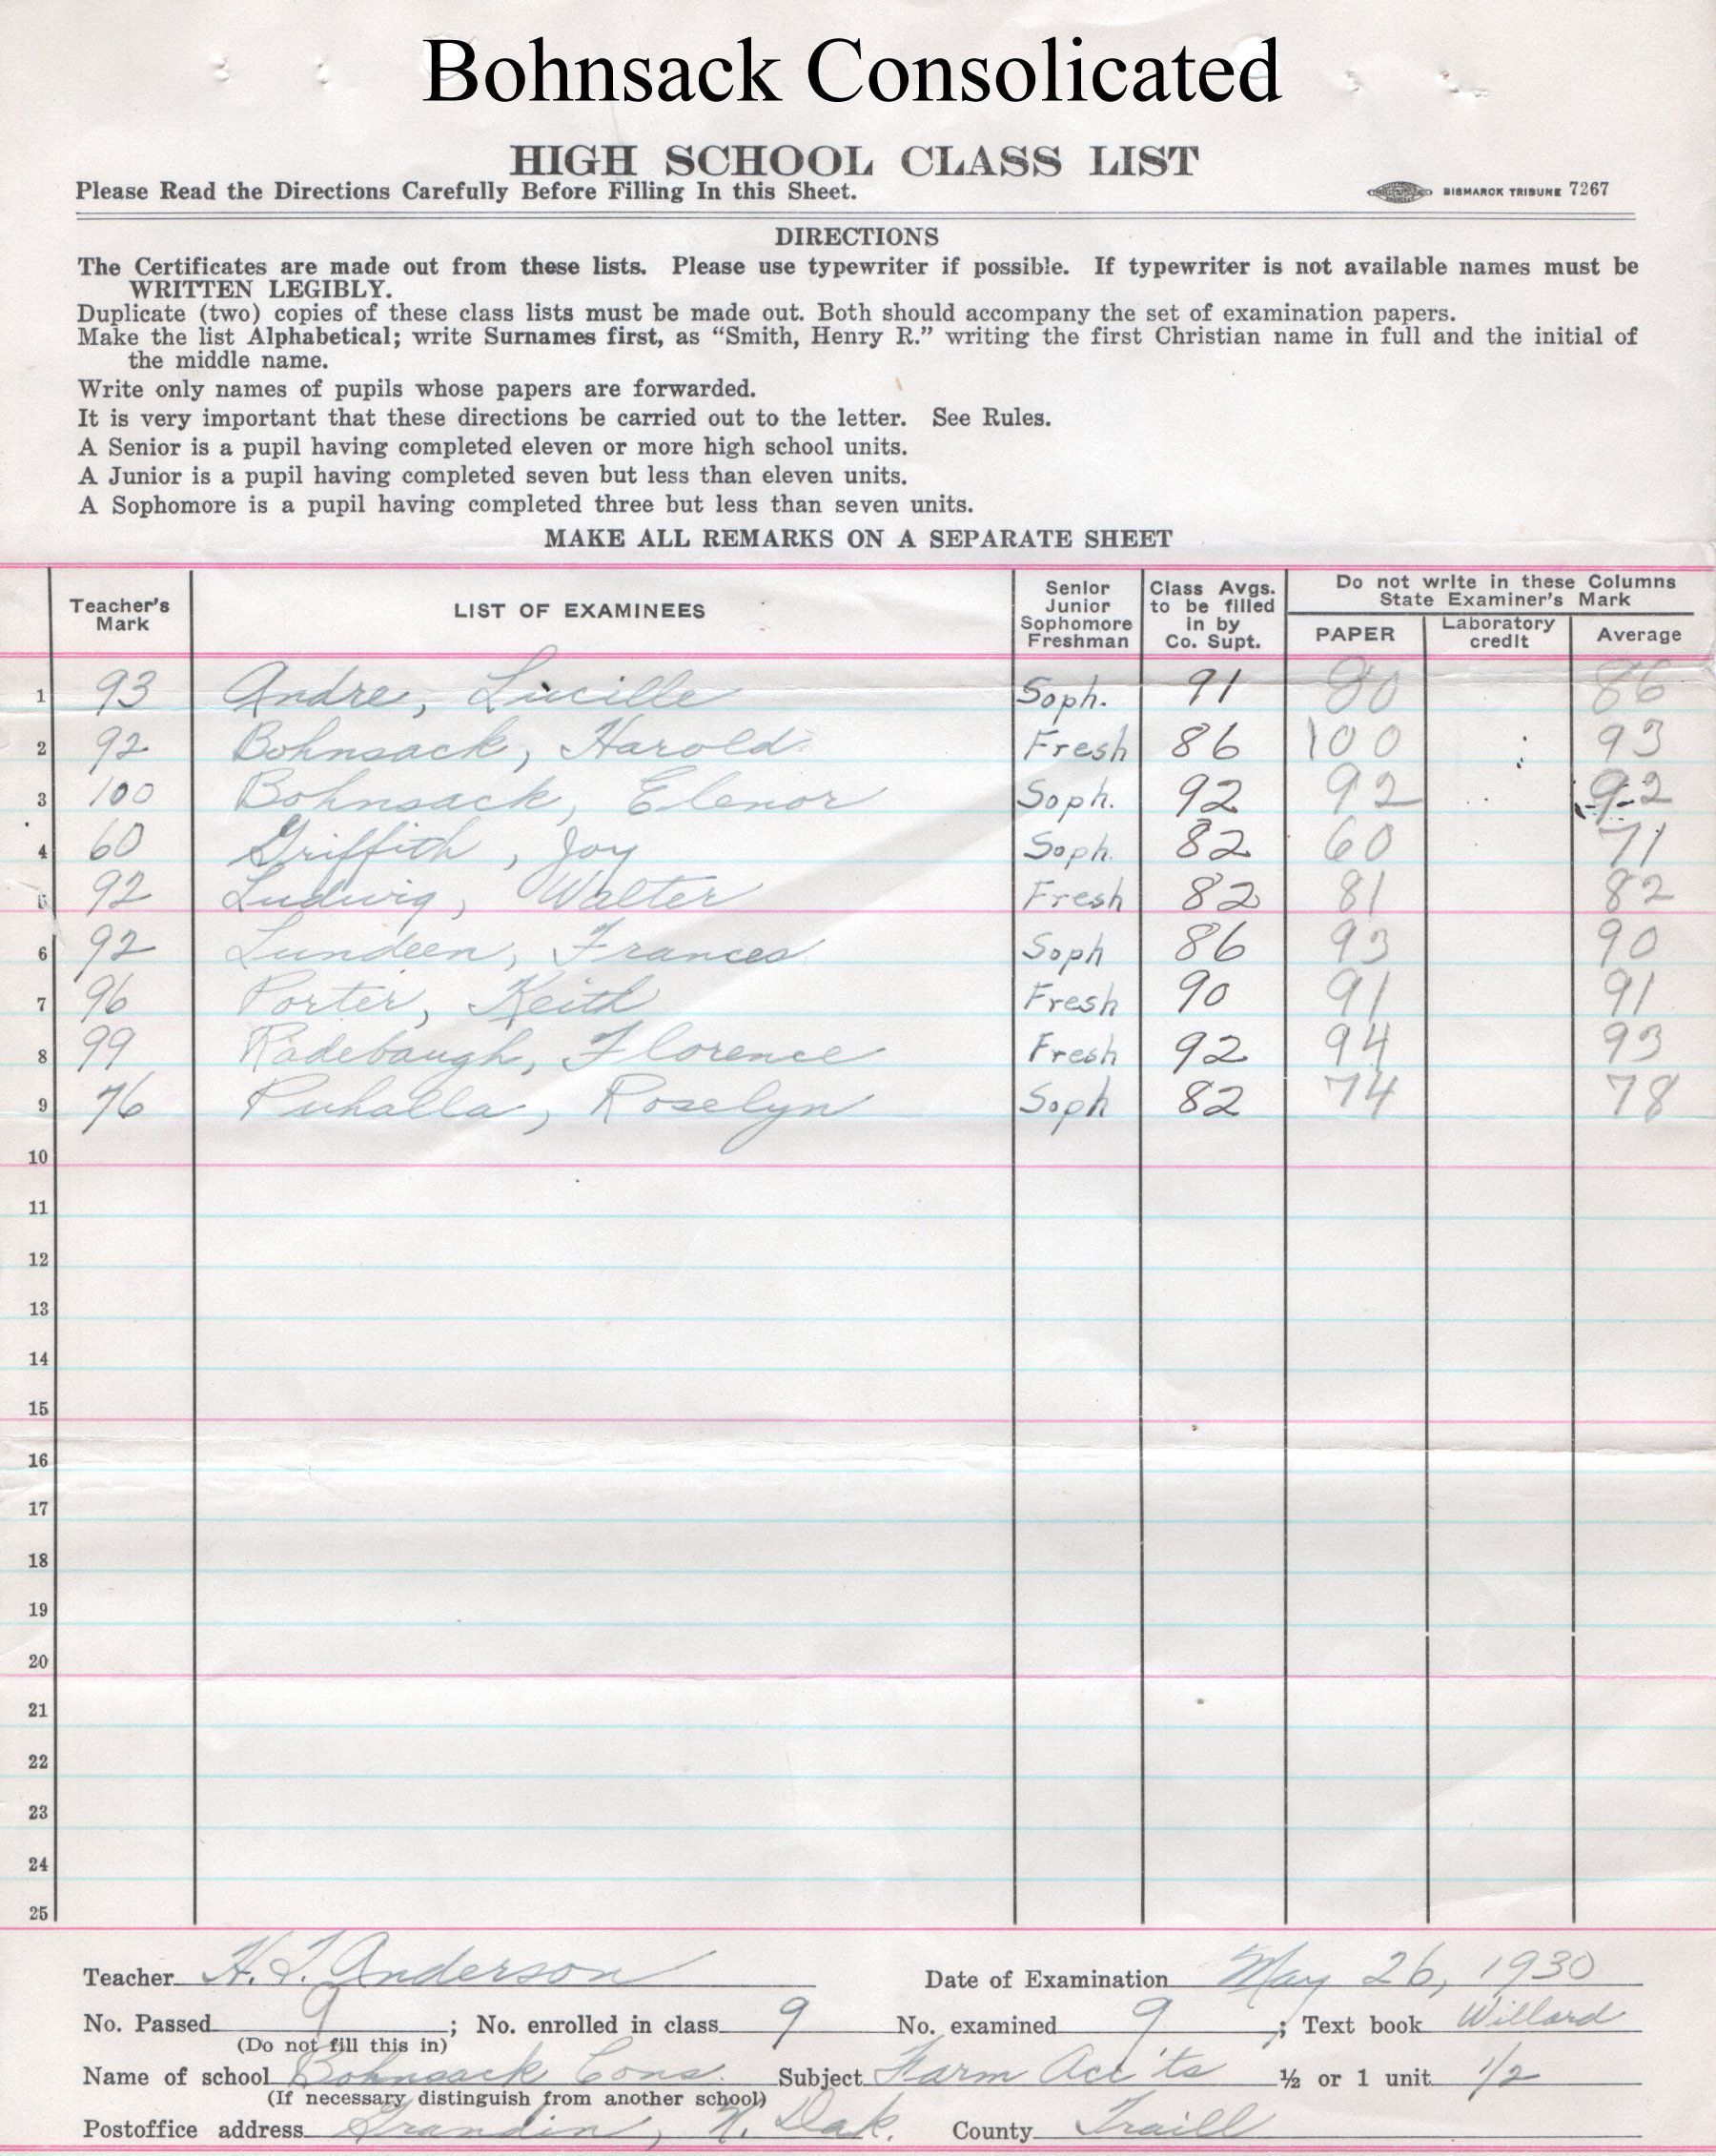 Bohnsack Consolicated
HIGH SCHOOL CLASS LIST
Please Read the Directions Carefully Before Filling In this Sheet. BISMARCK TRIBUNE 7267
DIRECTIONS
The Certificates are made out from these lists. Please use typewriter if possible. If typewriter is not available names must be
WRITTEN LEGIBLY.
Duplicate (two) copies of these class lists must be made out. Both should accompany the set of examination papers.
Make the list Alphabetical; write Surnames first, as “Smith, Henry R.” writing the first Christian name in full and the initial of
the middle name.
Write only names of pupils whose papers are forwarded.
It is very important that these directions be carried out to the letter. See Rules.
A Senior is a pupil having completed eleven or more high school units.
A Junior is a pupil having completed seven but less than eleven units.
A Sophomore is a pupil having completed three but less than seven units.
MAKE ALL REMARKS ON A SEPARATE SHEET
Teacher's Mark LIST OF EXAMINEES Senior Junior Sophomore Freshman Class Avgs. to be filled in by Co. Supt. Do not write in these Columns State Examiner's Mark
PAPER Laboratory credit Average
1 93 Andre, Lucille Soph. 91 80 86
2 92 Bohnsack, Harold Fresh 86 100 93
3 100 Bohnsack, Elenor Soph. 92 92 92
4 60 Griffith, Joy Soph. 82 60 71
5 92 Ludwig, Walter Fresh 82 81 82
6 92 Lundeen, Frances Soph 86 93 90
7 96 Porter, Keith Fresh 90 91 91
8 99 Radebaugh, Florence Fresh 92 94 93
9 76 Puhalla, Roselyn Soph 82 74 78
10
11
12
13
14
15
16
17
18
19
20
21
22
23
24
25
Teacher H. T. Anderson Date of Examination May 26, 1930
No. Passed 9; No. enrolled in class 9 No. examined 9; Text book Willard
(Do not fill this in)
Name of school Bohnsack Cons. Subject Farm Acc'ts ½ or 1 unit 1/2
(If necessary distinguish from another school)
Postoffice address Grandin, N. Dak. County Traill